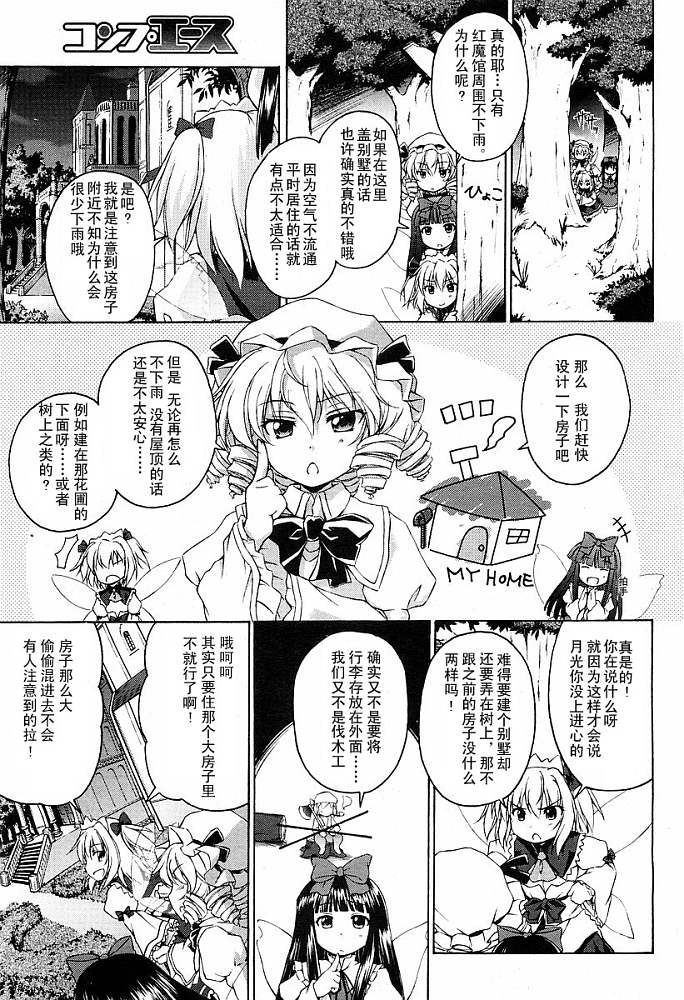 コンプエース
真的耶…只有
红魔馆周围不下雨。
为什么呢？
ひょこ
如果在这里
盖别墅的话
也许确实真的不错哦
因为空气不流通
平时居住的话就
有点不太适合……
是吧？
我就是注意到这房子
附近不知为什么会
很少下雨哦
那么 我们赶快
设计一下房子吧
MY HOME
拍手
但是 无论再怎么
不下雨 没有屋顶的话
还是不太安心……
例如建在那花圃的
下面呀……或者
树上之类的？
真是的！
你在说什么呀
就因为这样才会说
月光你没上进心的
难得要建个别墅却
还要弄在树上，那不
跟之前的房子没什么
两样吗！
确实又不是要将
行李存放在外面……
我们又不是伐木工
哦呵呵
其实只要住那个大房子里
不就行了啊！
房子那么大
偷偷混进去不会
有人注意到的拉！